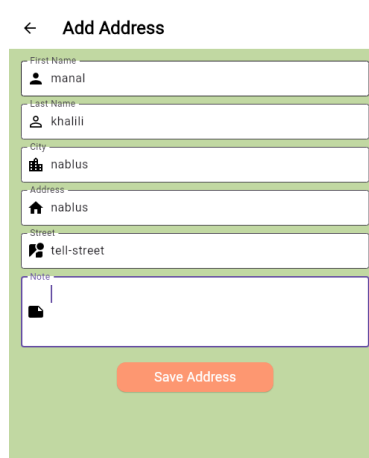 Add Address
First Name
manal
Last Name
khalili
City
nablus
Address
nablus
Street
tell-street
Note
Save Address